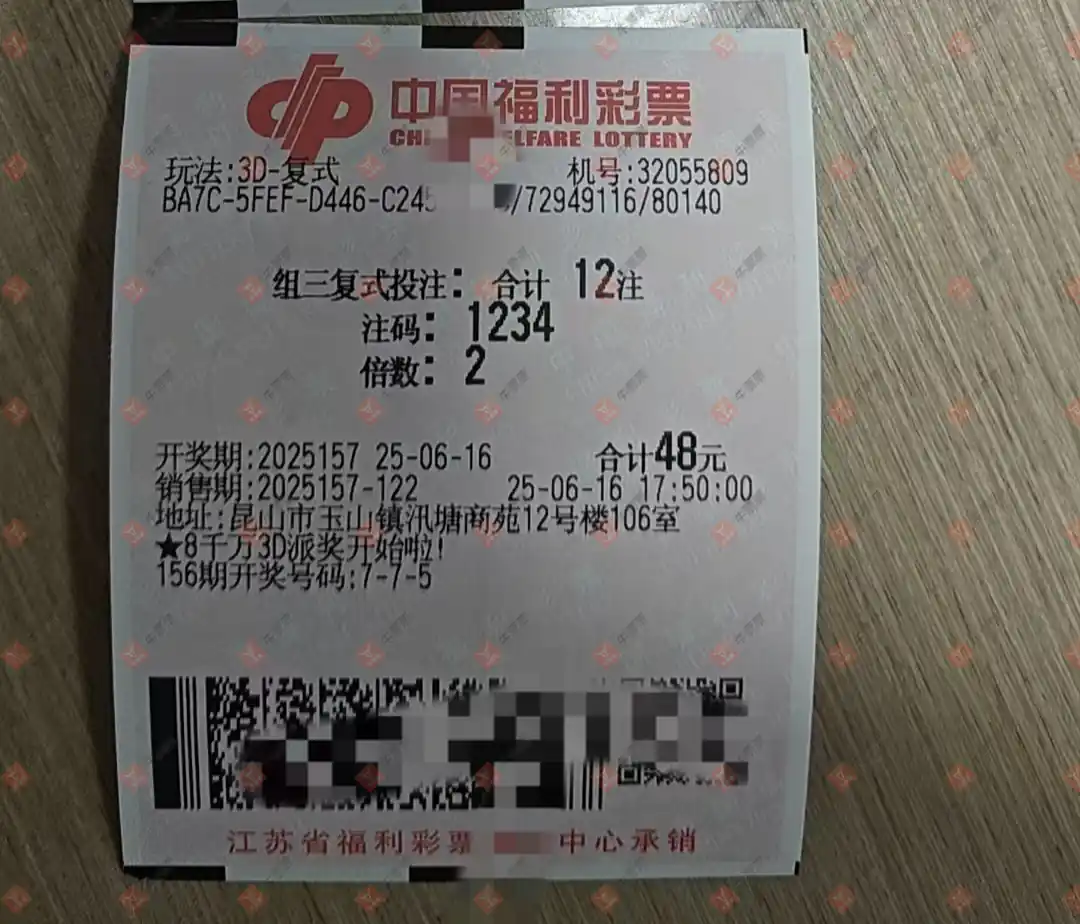 中国福利彩票
CH ELFARE LOTTERY
玩法:3D-复式 机号:32055809
BA7C-5FEF-D446-C245 /72949116/80140
组三复式投注: 合计 12注
注码: 1234
倍数: 2
开奖期:2025157 25-06-16 合计48元
销售期:2025157-122 25-06-16 17:50:00
地址:昆山市玉山镇汛塘商苑12号楼106室
★8千万3D派奖开始啦!
156期开奖号码:7-7-5
江苏省福利彩票 中心承销